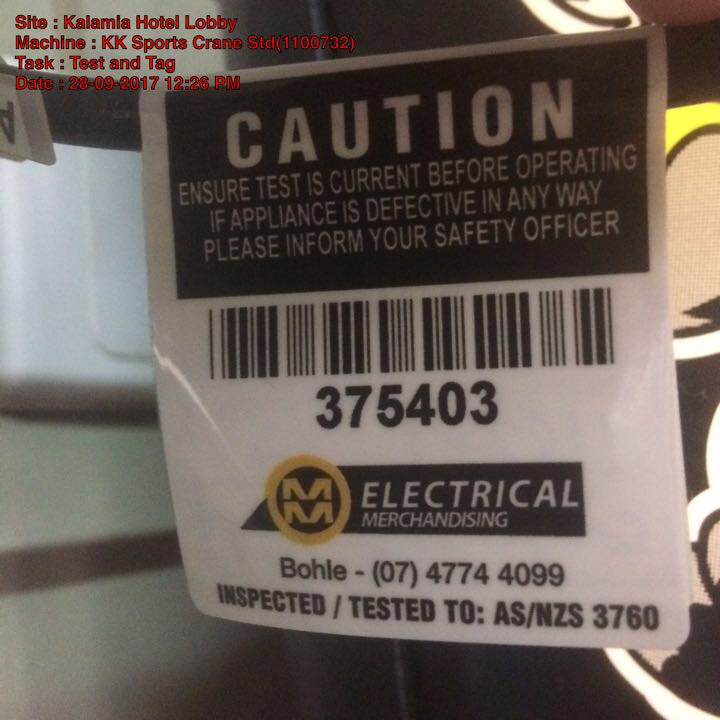 Site : Kalamia Hotel Lobby
Machine : KK Sports Crane Std(1100732)
Task : Test and Tag
Date : 28-09-2017 12:26 PM
A
CAUTION
ENSURE TEST IS CURRENT BEFORE OPERATING
IF APPLIANCE IS DEFECTIVE IN ANY WAY
PLEASE INFORM YOUR SAFETY OFFICER
375403
MM ELECTRICAL
MERCHANDISING
Bohle - (07) 4774 4099
INSPECTED / TESTED TO: AS/NZS 3760